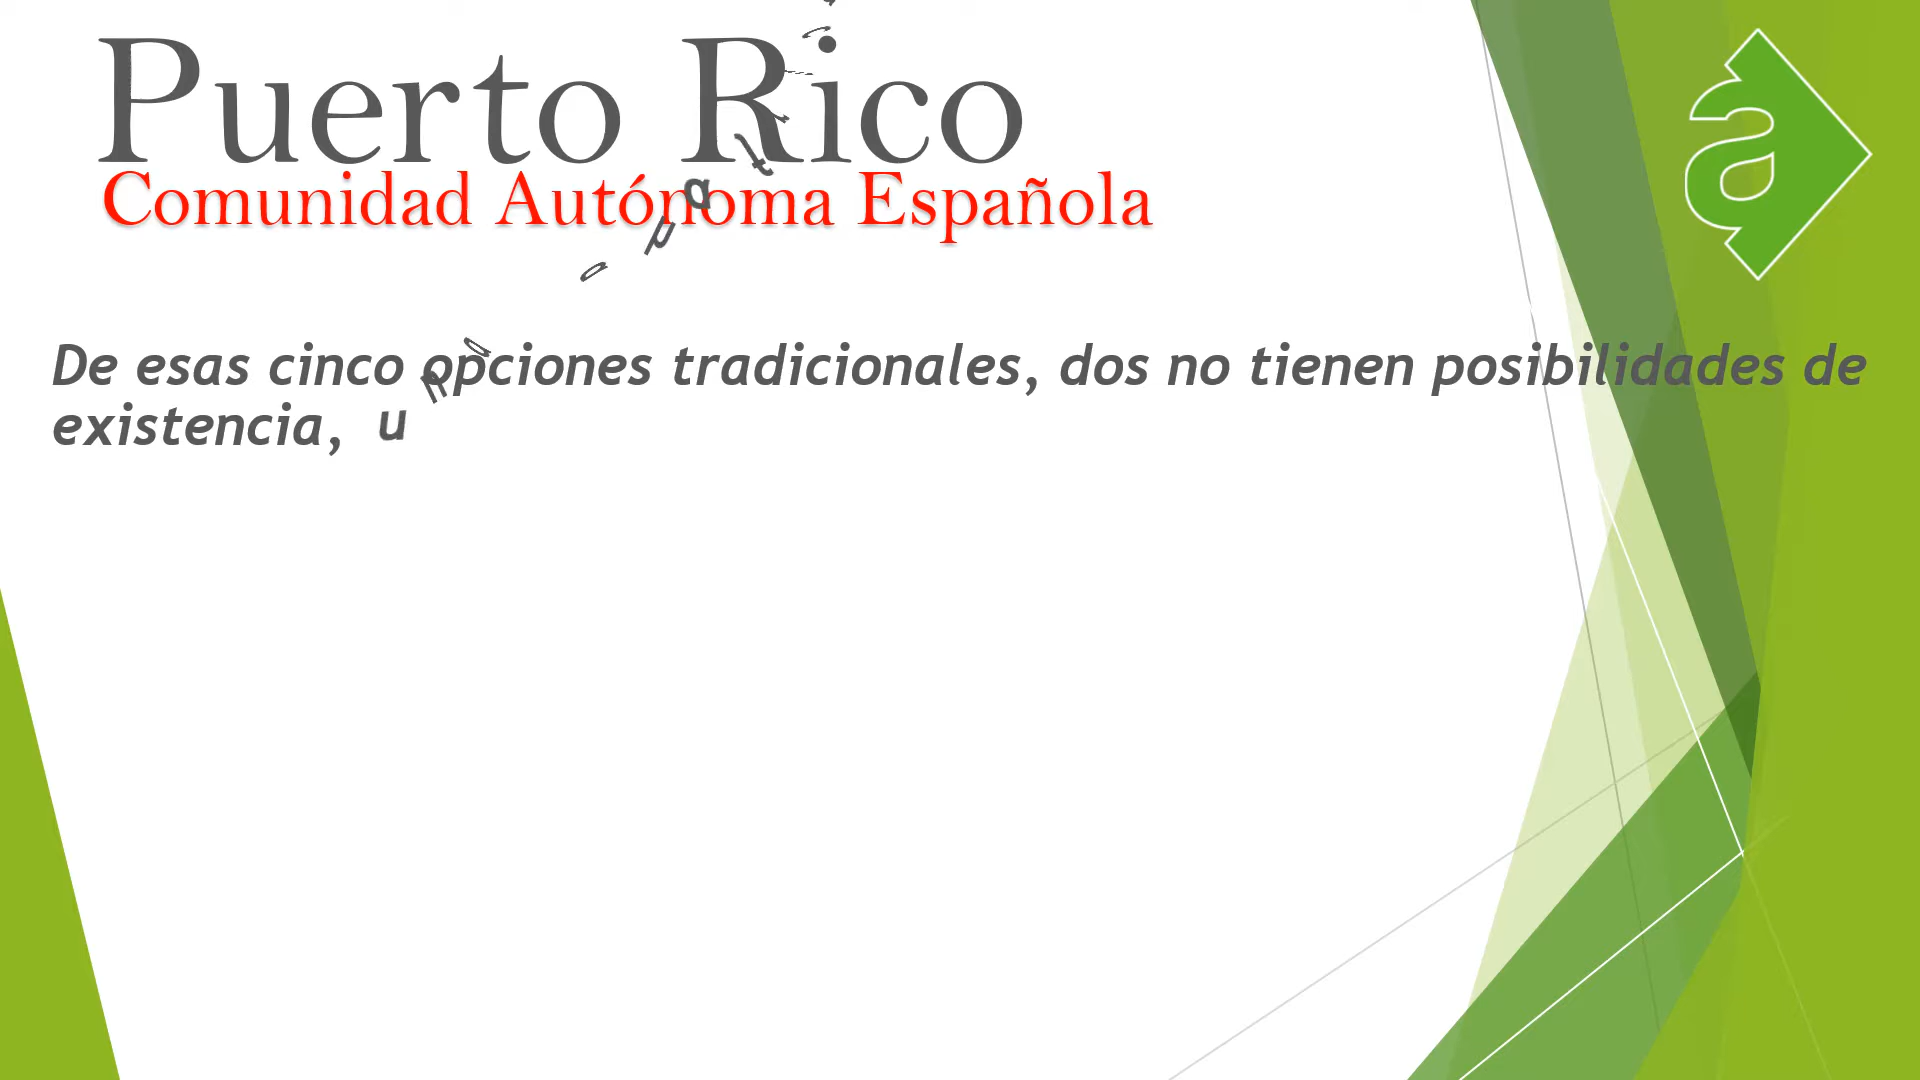 Puerto Rico
Comunidad Autónoma Española
a
De esas cinco opciones tradicionales, dos no tienen posibilidades de
existencia, u